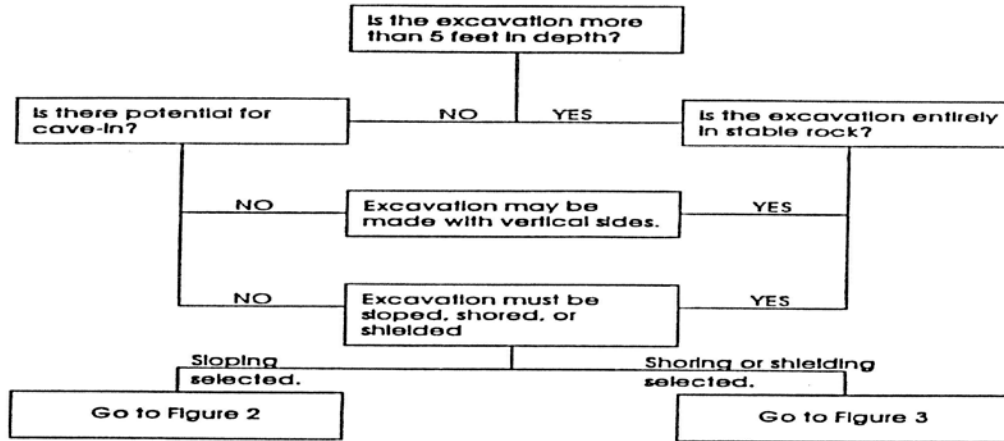 Is the excavation more
than 5 feet in depth?
Is there potential for
cave-in?
NO
YES
Is the excavation entirely
in stable rock?
NO
Excavation may be
made with vertical sides.
YES
NO
Excavation must be
sloped, shored, or
shielded
YES
Sloping
selected.
Shoring or shielding
selected.
Go to Figure 2
Go to Figure 3